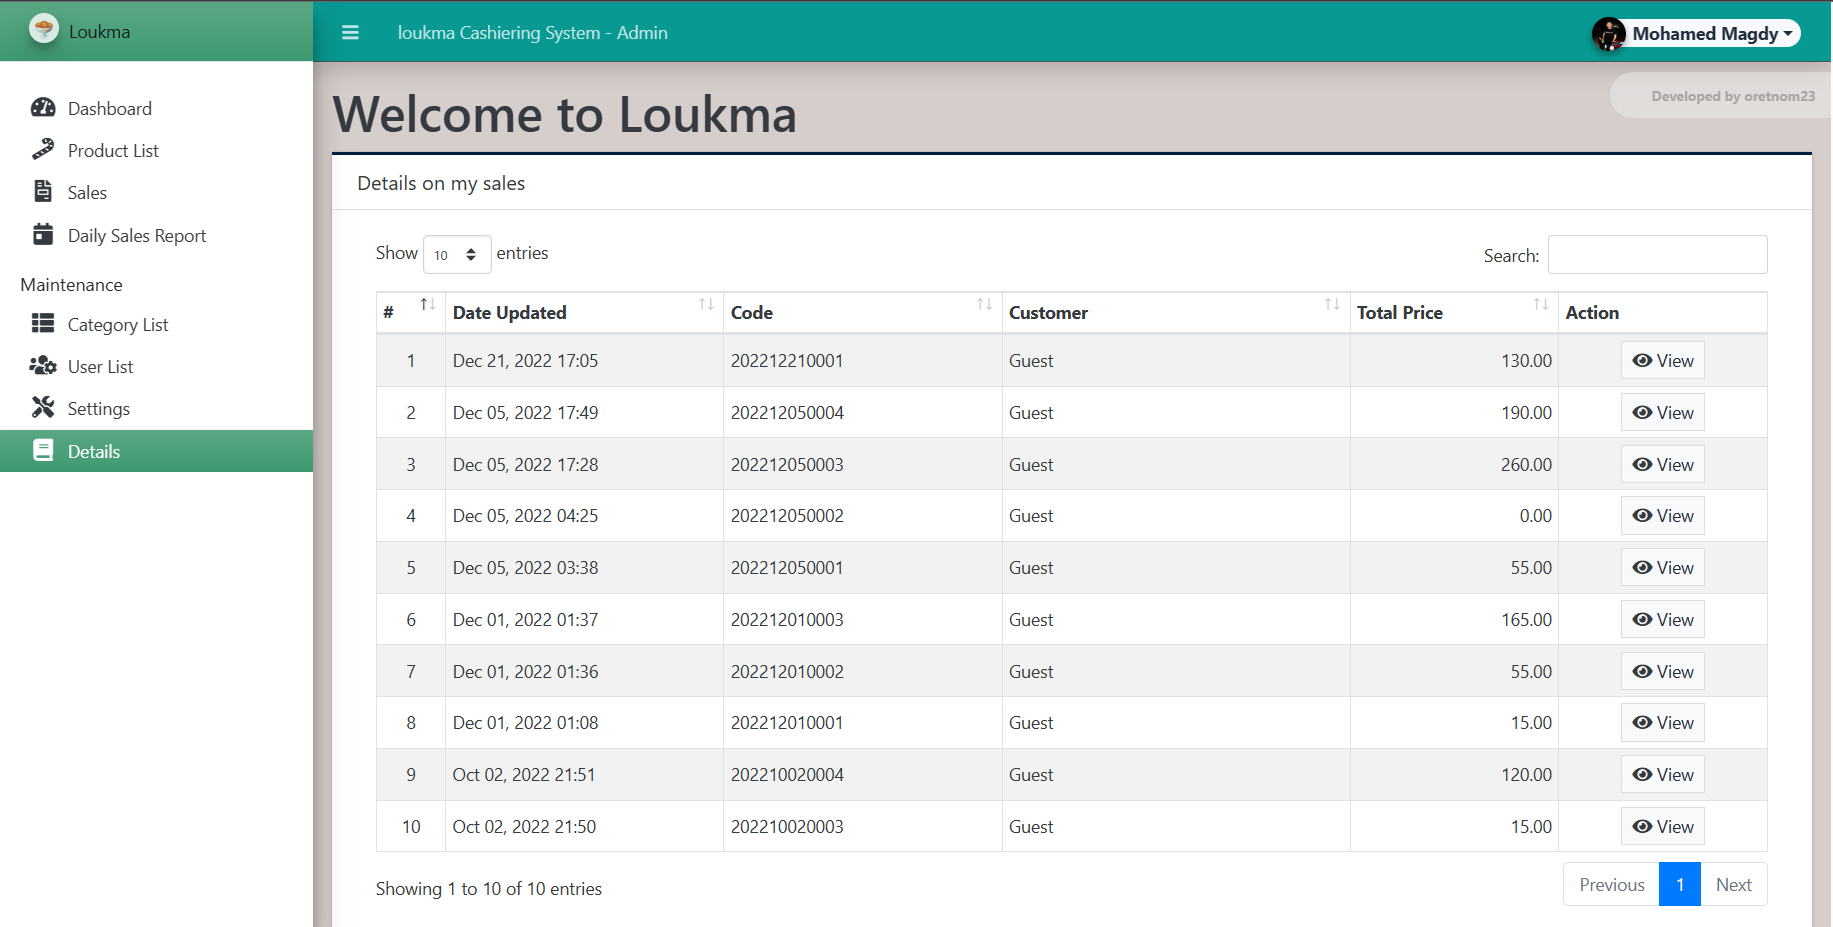 Loukma
loukma Cashiering System - Admin
Mohamed Magdy
Developed by oretnom23
Dashboard
Product List
Sales
Daily Sales Report
Maintenance
Category List
User List
Settings
Details
Welcome to Loukma
Details on my sales
Show 10 entries
Search:
# Date Updated Code Customer Total Price Action
1 Dec 21, 2022 17:05 202212210001 Guest 130.00 View
2 Dec 05, 2022 17:49 202212050004 Guest 190.00 View
3 Dec 05, 2022 17:28 202212050003 Guest 260.00 View
4 Dec 05, 2022 04:25 202212050002 Guest 0.00 View
5 Dec 05, 2022 03:38 202212050001 Guest 55.00 View
6 Dec 01, 2022 01:37 202212010003 Guest 165.00 View
7 Dec 01, 2022 01:36 202212010002 Guest 55.00 View
8 Dec 01, 2022 01:08 202212010001 Guest 15.00 View
9 Oct 02, 2022 21:51 202210020004 Guest 120.00 View
10 Oct 02, 2022 21:50 202210020003 Guest 15.00 View
Showing 1 to 10 of 10 entries
Previous 1 Next